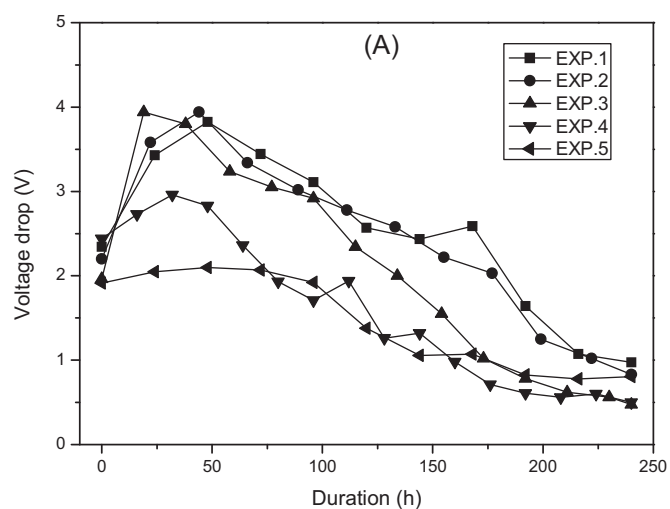 (A)
EXP.1
EXP.2
EXP.3
EXP.4
EXP.5
5
4
3
2
1
0
Voltage drop (V)
0 50 100 150 200 250
Duration (h)